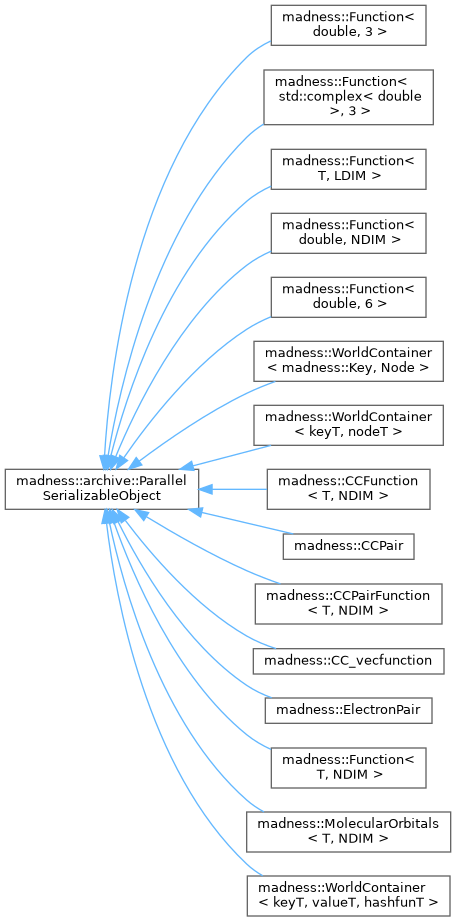 madness::Function<
double, 3 >
madness::Function<
std::complex< double
>, 3 >
madness::Function<
T, LDIM >
madness::Function<
double, NDIM >
madness::Function<
double, 6 >
madness::WorldContainer
< madness::Key, Node >
madness::WorldContainer
< keyT, nodeT >
madness::archive::Parallel
SerializableObject
madness::CCFunction
< T, NDIM >
madness::CCPair
madness::CCPairFunction
< T, NDIM >
madness::CC_vecfunction
madness::ElectronPair
madness::Function<
T, NDIM >
madness::MolecularOrbitals
< T, NDIM >
madness::WorldContainer
< keyT, valueT, hashfunT >